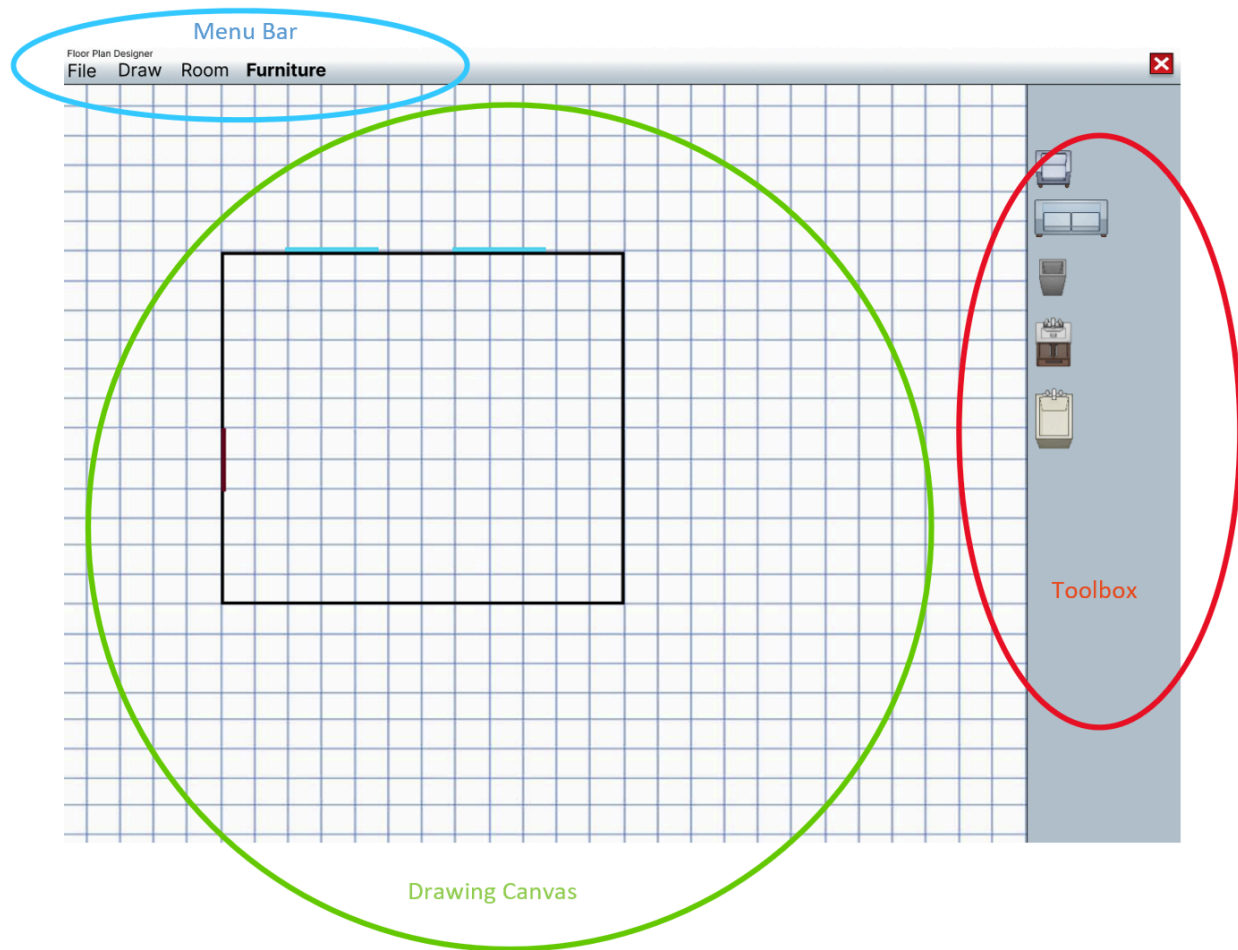 Menu Bar
Floor Plan Designer
File Draw Room Furniture
Toolbox
Drawing Canvas